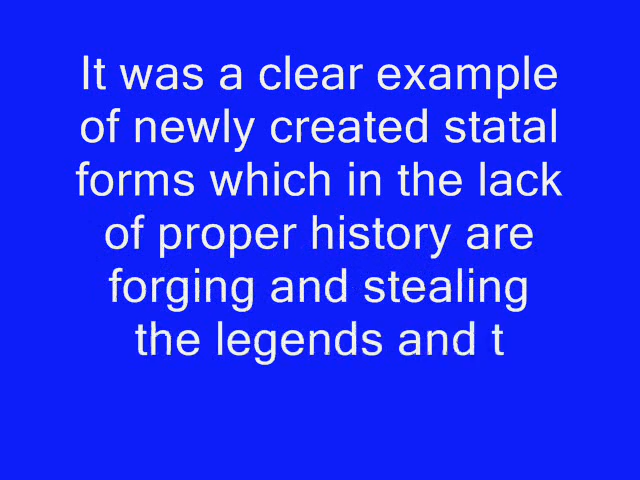 It was a clear example
of newly created statal
forms which in the lack
of proper history are
forging and stealing
the legends and t